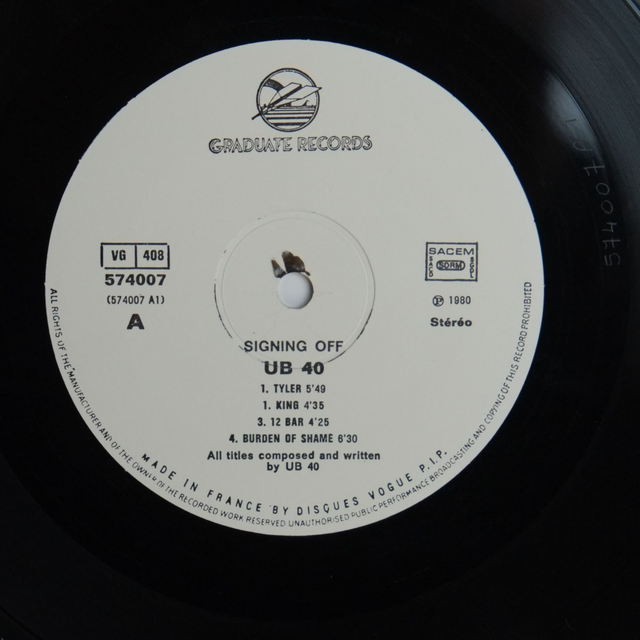 GRADUATE RECORDS
VG 408
574007
(574007 A1)
A
SACEM
SACD SDRM SGDL
℗ 1980
Stéréo
SIGNING OFF
UB 40
1. TYLER 5'49
1. KING 4'35
3. 12 BAR 4'25
4. BURDEN OF SHAME 6'30
All titles composed and written
by UB 40
MADE IN FRANCE BY DISQUES VOGUE P.I.P.
ALL RIGHTS OF THE MANUFACTURER AND OF THE OWNER OF THE RECORDED WORK RESERVED UNAUTHORISED PUBLIC PERFORMANCE BROADCASTING AND COPYING OF THIS RECORD PROHIBITED